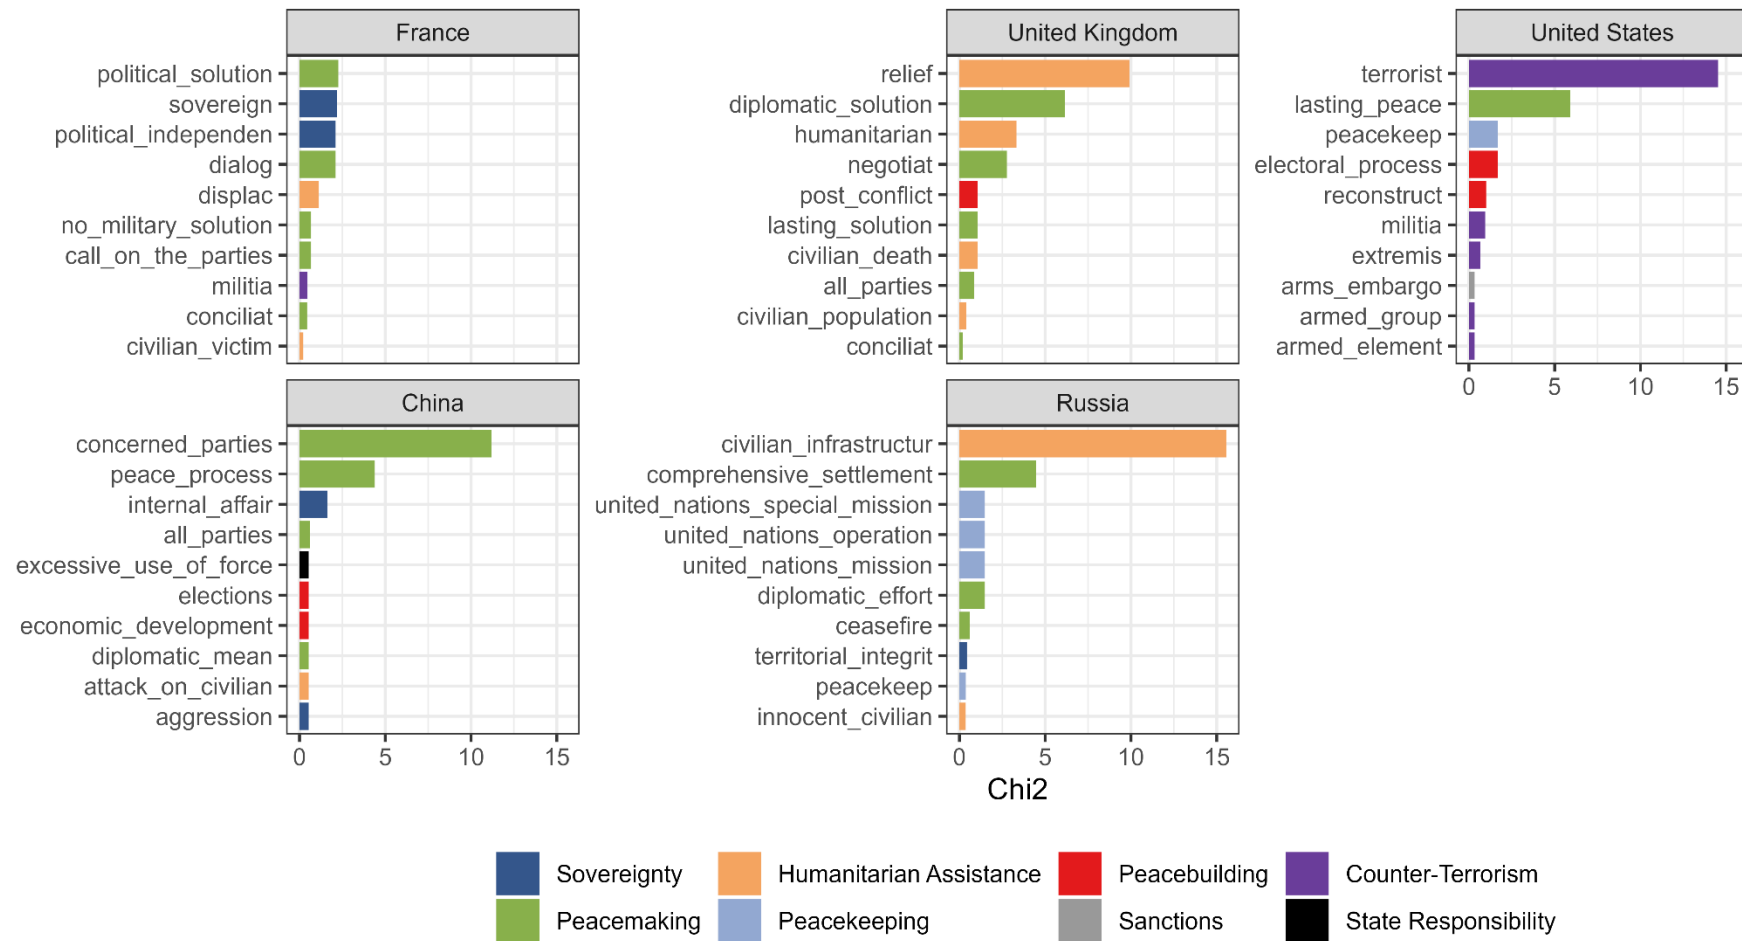 France
political_solution
sovereign
political_independen
dialog
displac
no_military_solution
call_on_the_parties
militia
conciliat
civilian_victim
United Kingdom
relief
diplomatic_solution
humanitarian
negotiat
post_conflict
lasting_solution
civilian_death
all_parties
civilian_population
conciliat
United States
terrorist
lasting_peace
peacekeep
electoral_process
reconstruct
militia
extremis
arms_embargo
armed_group
armed_element
0 5 10 15
China
concerned_parties
peace_process
internal_affair
all_parties
excessive_use_of_force
elections
economic_development
diplomatic_mean
attack_on_civilian
aggression
0 5 10 15
Russia
civilian_infrastructur
comprehensive_settlement
united_nations_special_mission
united_nations_operation
united_nations_mission
diplomatic_effort
ceasefire
territorial_integrit
peacekeep
innocent_civilian
0 5 10 15
Chi2
Sovereignty Humanitarian Assistance Peacebuilding Counter-Terrorism
Peacemaking Peacekeeping Sanctions State Responsibility